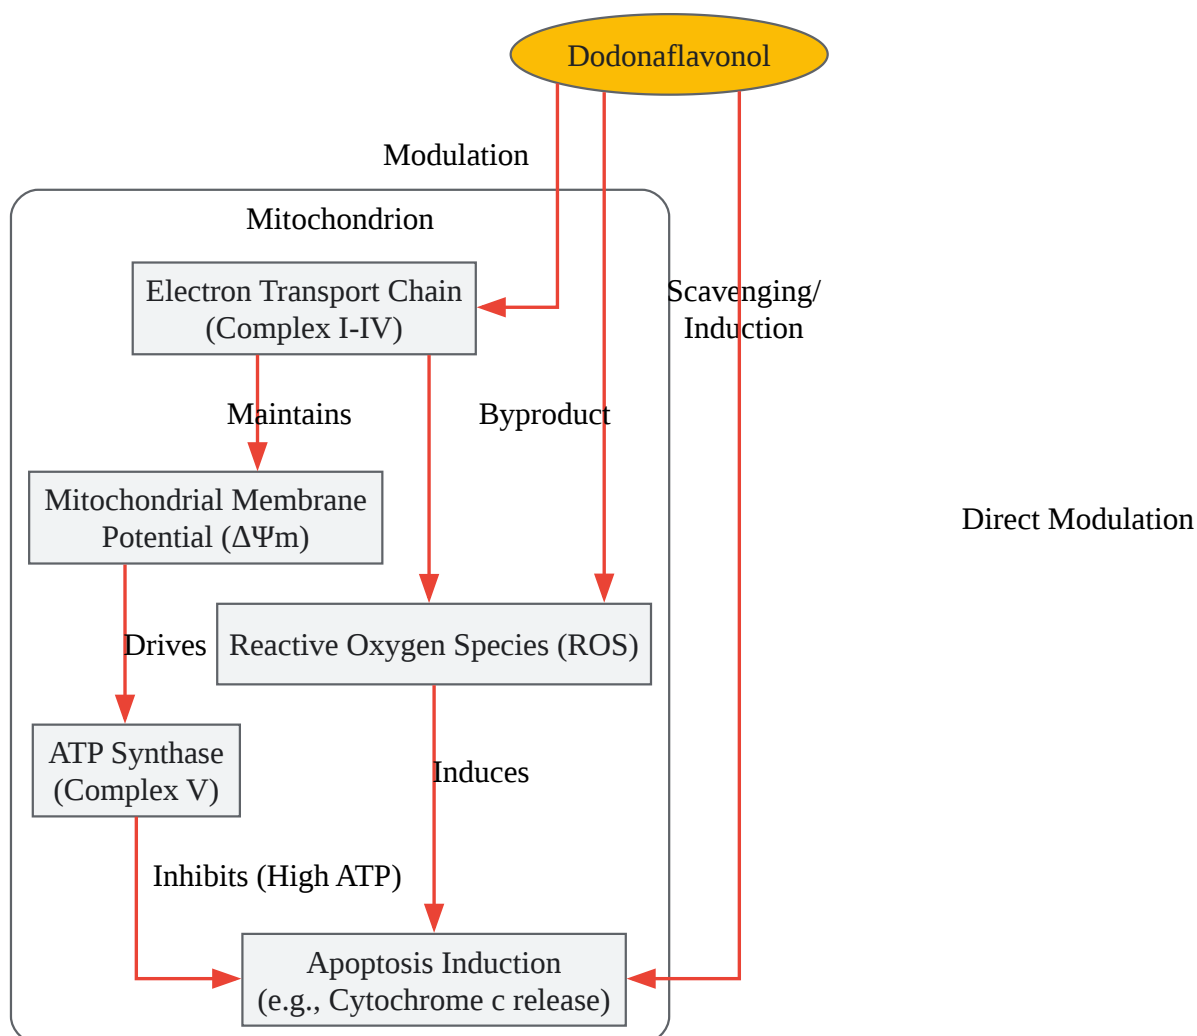 Dodonaflavonol
Modulation
Mitochondrion
Electron Transport Chain
(Complex I-IV)
Scavenging/
Induction
Maintains
Byproduct
Mitochondrial Membrane
Potential (ΔΨm)
Direct Modulation
Drives
Reactive Oxygen Species (ROS)
ATP Synthase
(Complex V)
Induces
Inhibits (High ATP)
Apoptosis Induction
(e.g., Cytochrome c release)